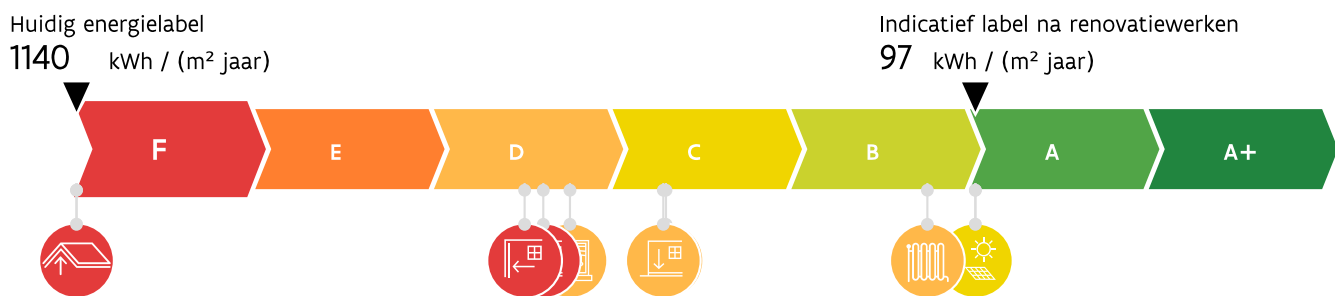 Huidig energielabel
1140 kWh / (m² jaar)
Indicatief label na renovatiewerken
97 kWh / (m² jaar)
F E D C B A A+